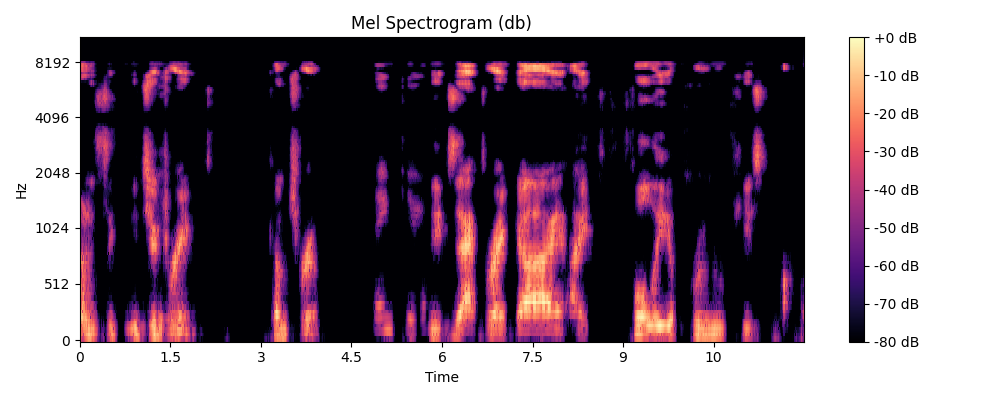 Mel Spectrogram (db)
Hz
8192
4096
2048
1024
512
0
0 1.5 3 4.5 6 7.5 9 10
Time
+0 dB
-10 dB
-20 dB
-30 dB
-40 dB
-50 dB
-60 dB
-70 dB
-80 dB